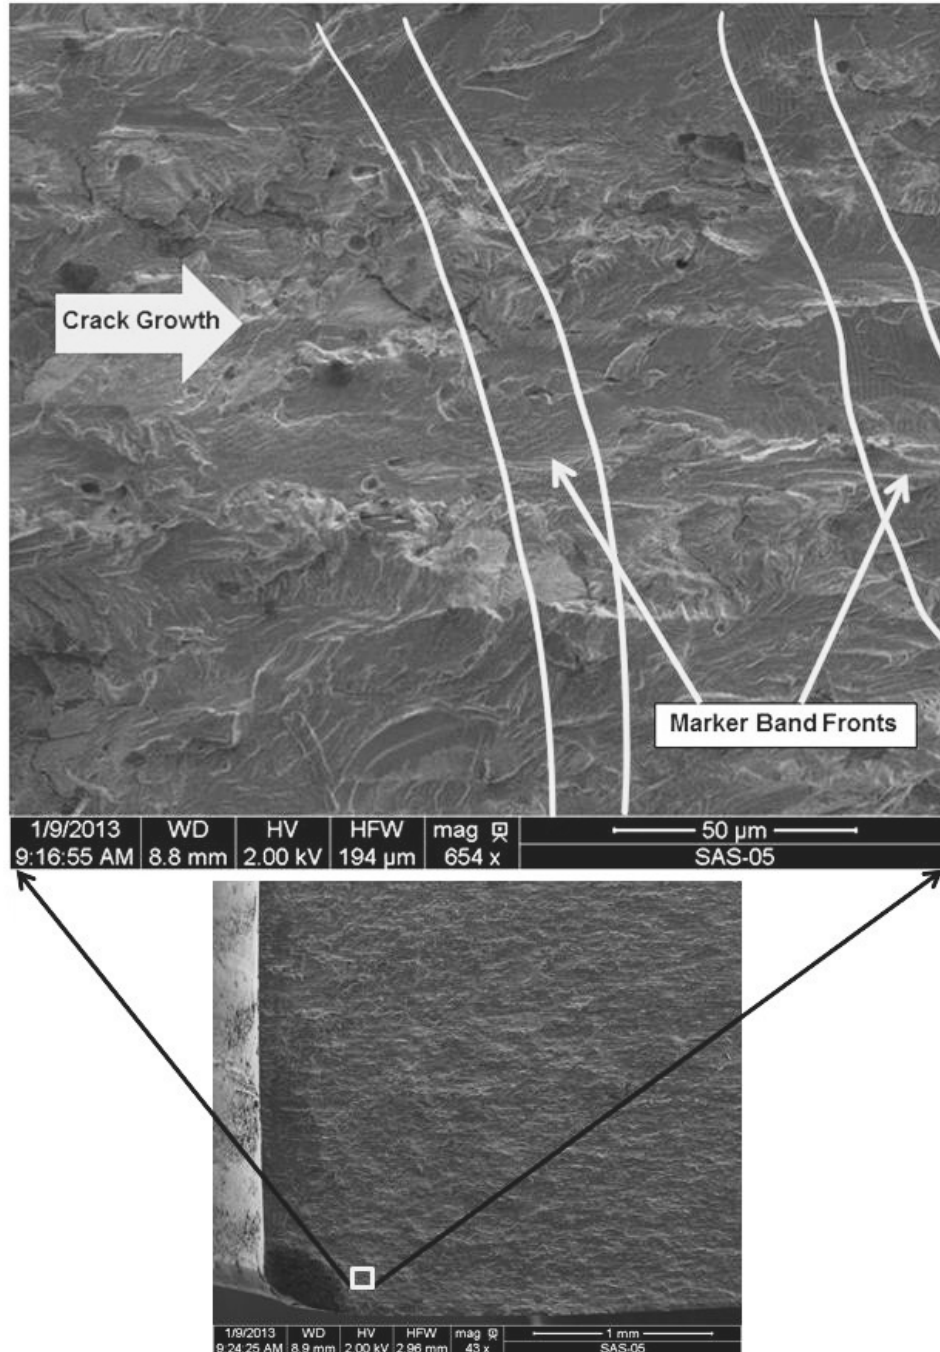 Crack Growth
Marker Band Fronts
1/9/2013 WD HV HFW mag 50 µm
9:16:55 AM 8.8 mm 2.00 kV 194 µm 654 x SAS-05
1/9/2013 WD HV HFW mag 1 mm
9:24:25 AM 8.9 mm 2.00 kV 2.96 mm 43 x SAS-05